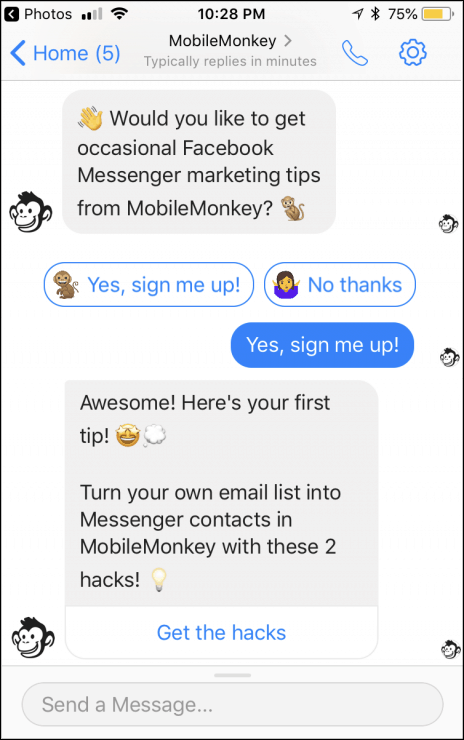 Photos 10:28 PM 75%
Home (5) MobileMonkey
Typically replies in minutes
👋 Would you like to get
occasional Facebook
Messenger marketing tips
from MobileMonkey? 🐒
🐒 Yes, sign me up! 🤷‍♀️ No thanks
Yes, sign me up!
Awesome! Here's your first
tip! 🤩💭
Turn your own email list into
Messenger contacts in
MobileMonkey with these 2
hacks! 💡
Get the hacks
Send a Message...